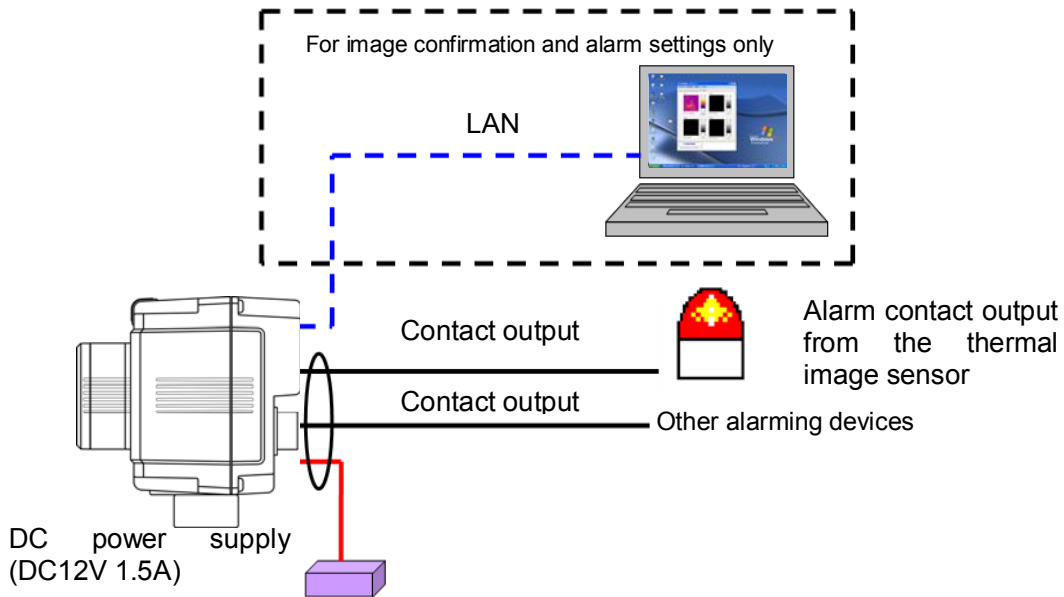 For image confirmation and alarm settings only
LAN
Windows
Contact output
Alarm contact output
from the thermal
image sensor
Contact output
Other alarming devices
DC power supply
(DC12V 1.5A)